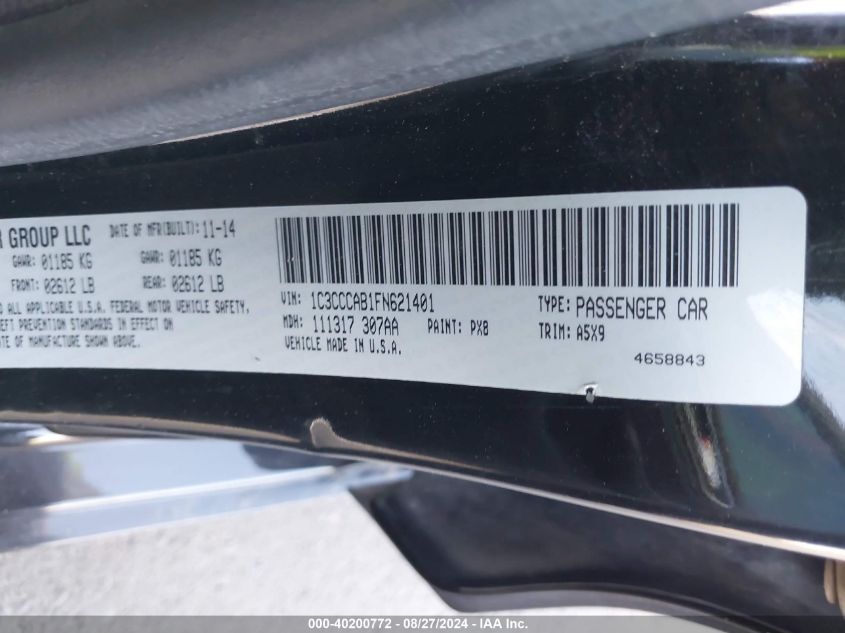 R GROUP LLC DATE OF MFR(BUILT): 11-14
GAWR: 01185 KG GAWR: 01185 KG
FRONT: 02612 LB REAR: 02612 LB
O ALL APPLICABLE U.S.A. FEDERAL MOTOR VEHICLE SAFETY,
EFT PREVENTION STANDARDS IN EFFECT
ATE OF MANUFACTURE SHOWN ABOVE.
VIN: 1C3CCCAB1FN621401 TYPE: PASSENGER CAR
MDH: 111317 307AA PAINT: PX8 TRIM: A5X9
VEHICLE MADE IN U.S.A.
4658843
000-40200772 - 08/27/2024 - IAA Inc.